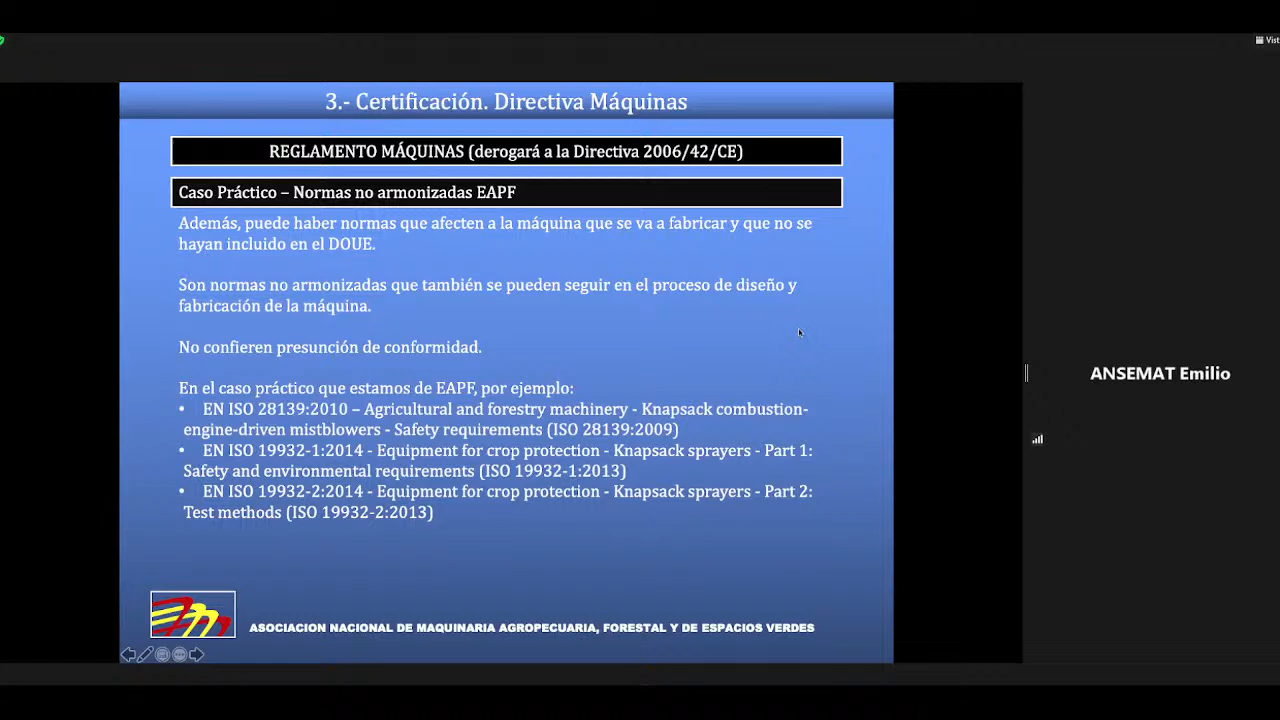 Vist
3.- Certificación. Directiva Máquinas
REGLAMENTO MÁQUINAS (derogará a la Directiva 2006/42/CE)
Caso Práctico – Normas no armonizadas EAPF
Además, puede haber normas que afecten a la máquina que se va a fabricar y que no se
hayan incluido en el DOUE.
Son normas no armonizadas que también se pueden seguir en el proceso de diseño y
fabricación de la máquina.
No confieren presunción de conformidad.
En el caso práctico que estamos de EAPF, por ejemplo:
• EN ISO 28139:2010 – Agricultural and forestry machinery - Knapsack combustion-
engine-driven mistblowers - Safety requirements (ISO 28139:2009)
• EN ISO 19932-1:2014 - Equipment for crop protection - Knapsack sprayers - Part 1:
Safety and environmental requirements (ISO 19932-1:2013)
• EN ISO 19932-2:2014 - Equipment for crop protection - Knapsack sprayers - Part 2:
Test methods (ISO 19932-2:2013)
ASOCIACION NACIONAL DE MAQUINARIA AGROPECUARIA, FORESTAL Y DE ESPACIOS VERDES
ANSEMAT Emilio